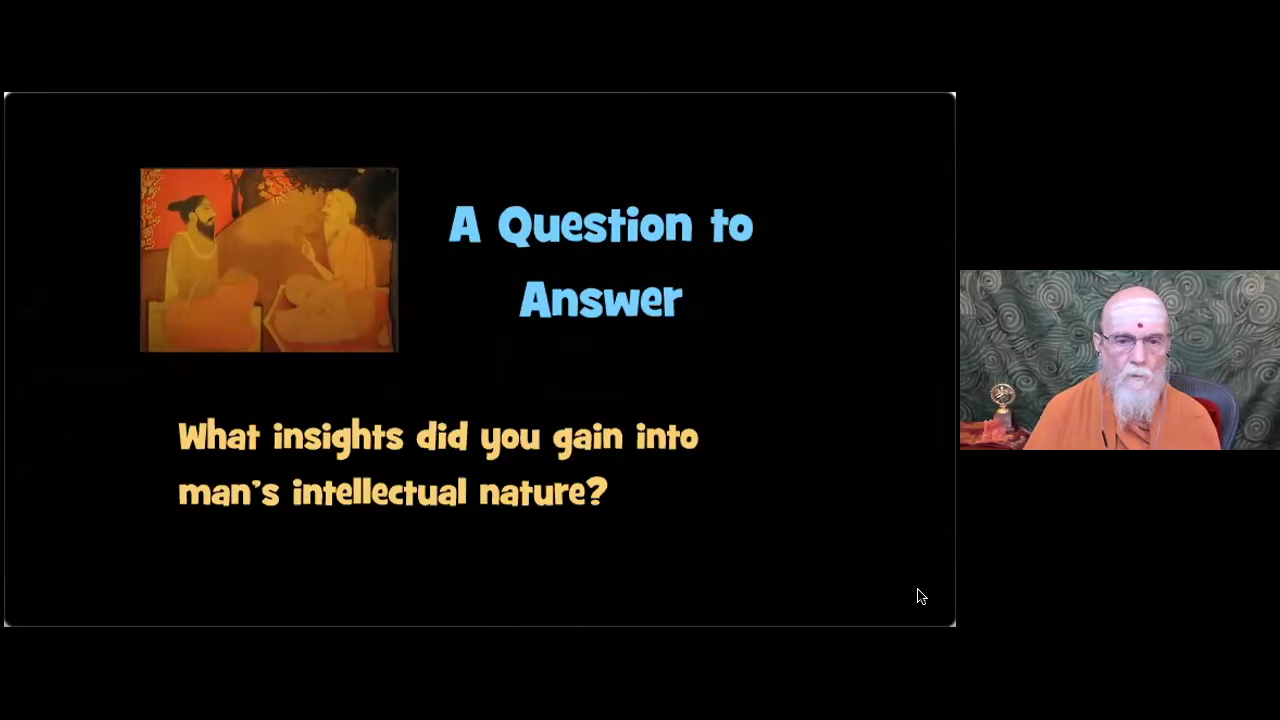 A Question to
Answer
What insights did you gain into
man's intellectual nature?